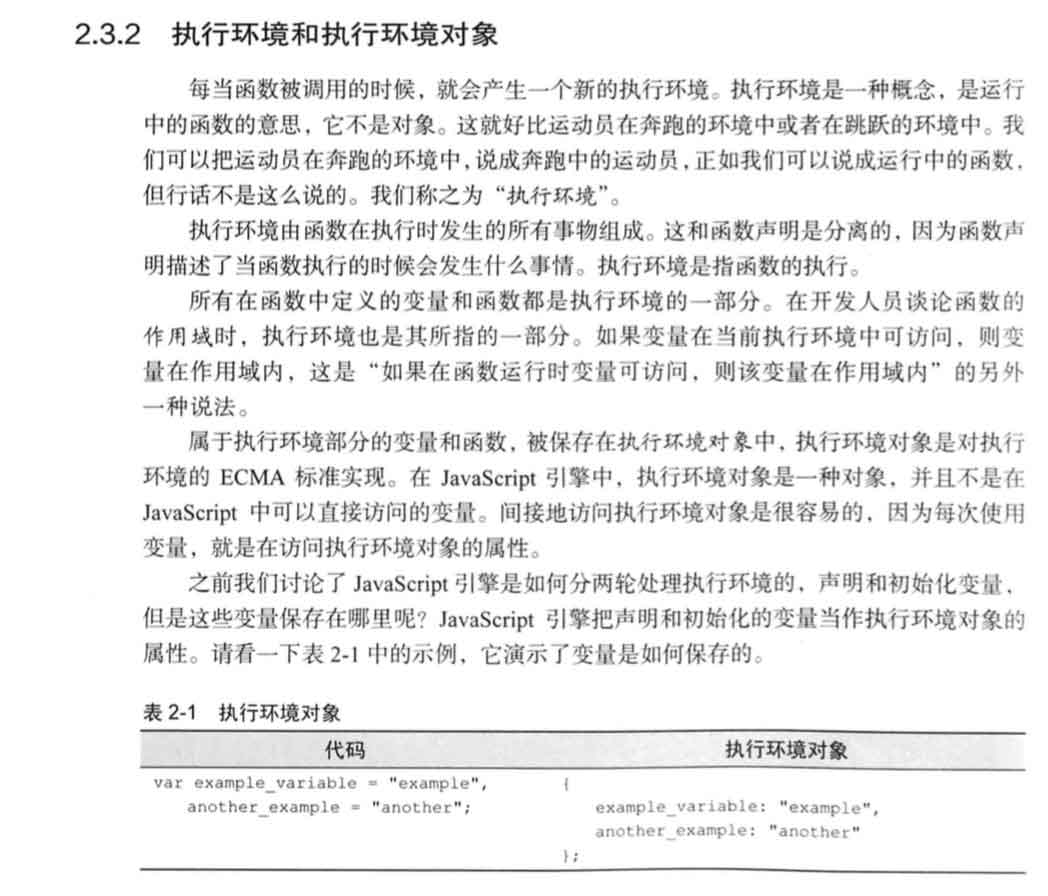 2.3.2 执行环境和执行环境对象
每当函数被调用的时候，就会产生一个新的执行环境。执行环境是一种概念，是运行
中的函数的意思，它不是对象。这就好比运动员在奔跑的环境中或者在跳跃的环境中。我
们可以把运动员在奔跑的环境中，说成奔跑中的运动员，正如我们可以说成运行中的函数，
但行话不是这么说的。我们称之为“执行环境”。
执行环境由函数在执行时发生的所有事物组成。这和函数声明是分离的，因为函数声
明描述了当函数执行的时候会发生什么事情。执行环境是指函数的执行。
所有在函数中定义的变量和函数都是执行环境的一部分。在开发人员谈论函数的
作用域时，执行环境也是其所指的一部分。如果变量在当前执行环境中可访问，则变
量在作用域内，这是“如果在函数运行时变量可访问，则该变量在作用域内”的另外
一种说法。
属于执行环境部分的变量和函数，被保存在执行环境对象中，执行环境对象是对执行
环境的 ECMA 标准实现。在 JavaScript 引擎中，执行环境对象是一种对象，并且不是在
JavaScript 中可以直接访问的变量。间接地访问执行环境对象是很容易的，因为每次使用
变量，就是在访问执行环境对象的属性。
之前我们讨论了 JavaScript 引擎是如何分两轮处理执行环境的，声明和初始化变量，
但是这些变量保存在哪里呢？JavaScript 引擎把声明和初始化的变量当作执行环境对象的
属性。请看一下表 2-1 中的示例，它演示了变量是如何保存的。
表 2-1 执行环境对象
代码 执行环境对象
var example_variable = "example", {
another_example = "another"; example_variable: "example",
another_example: "another"
};